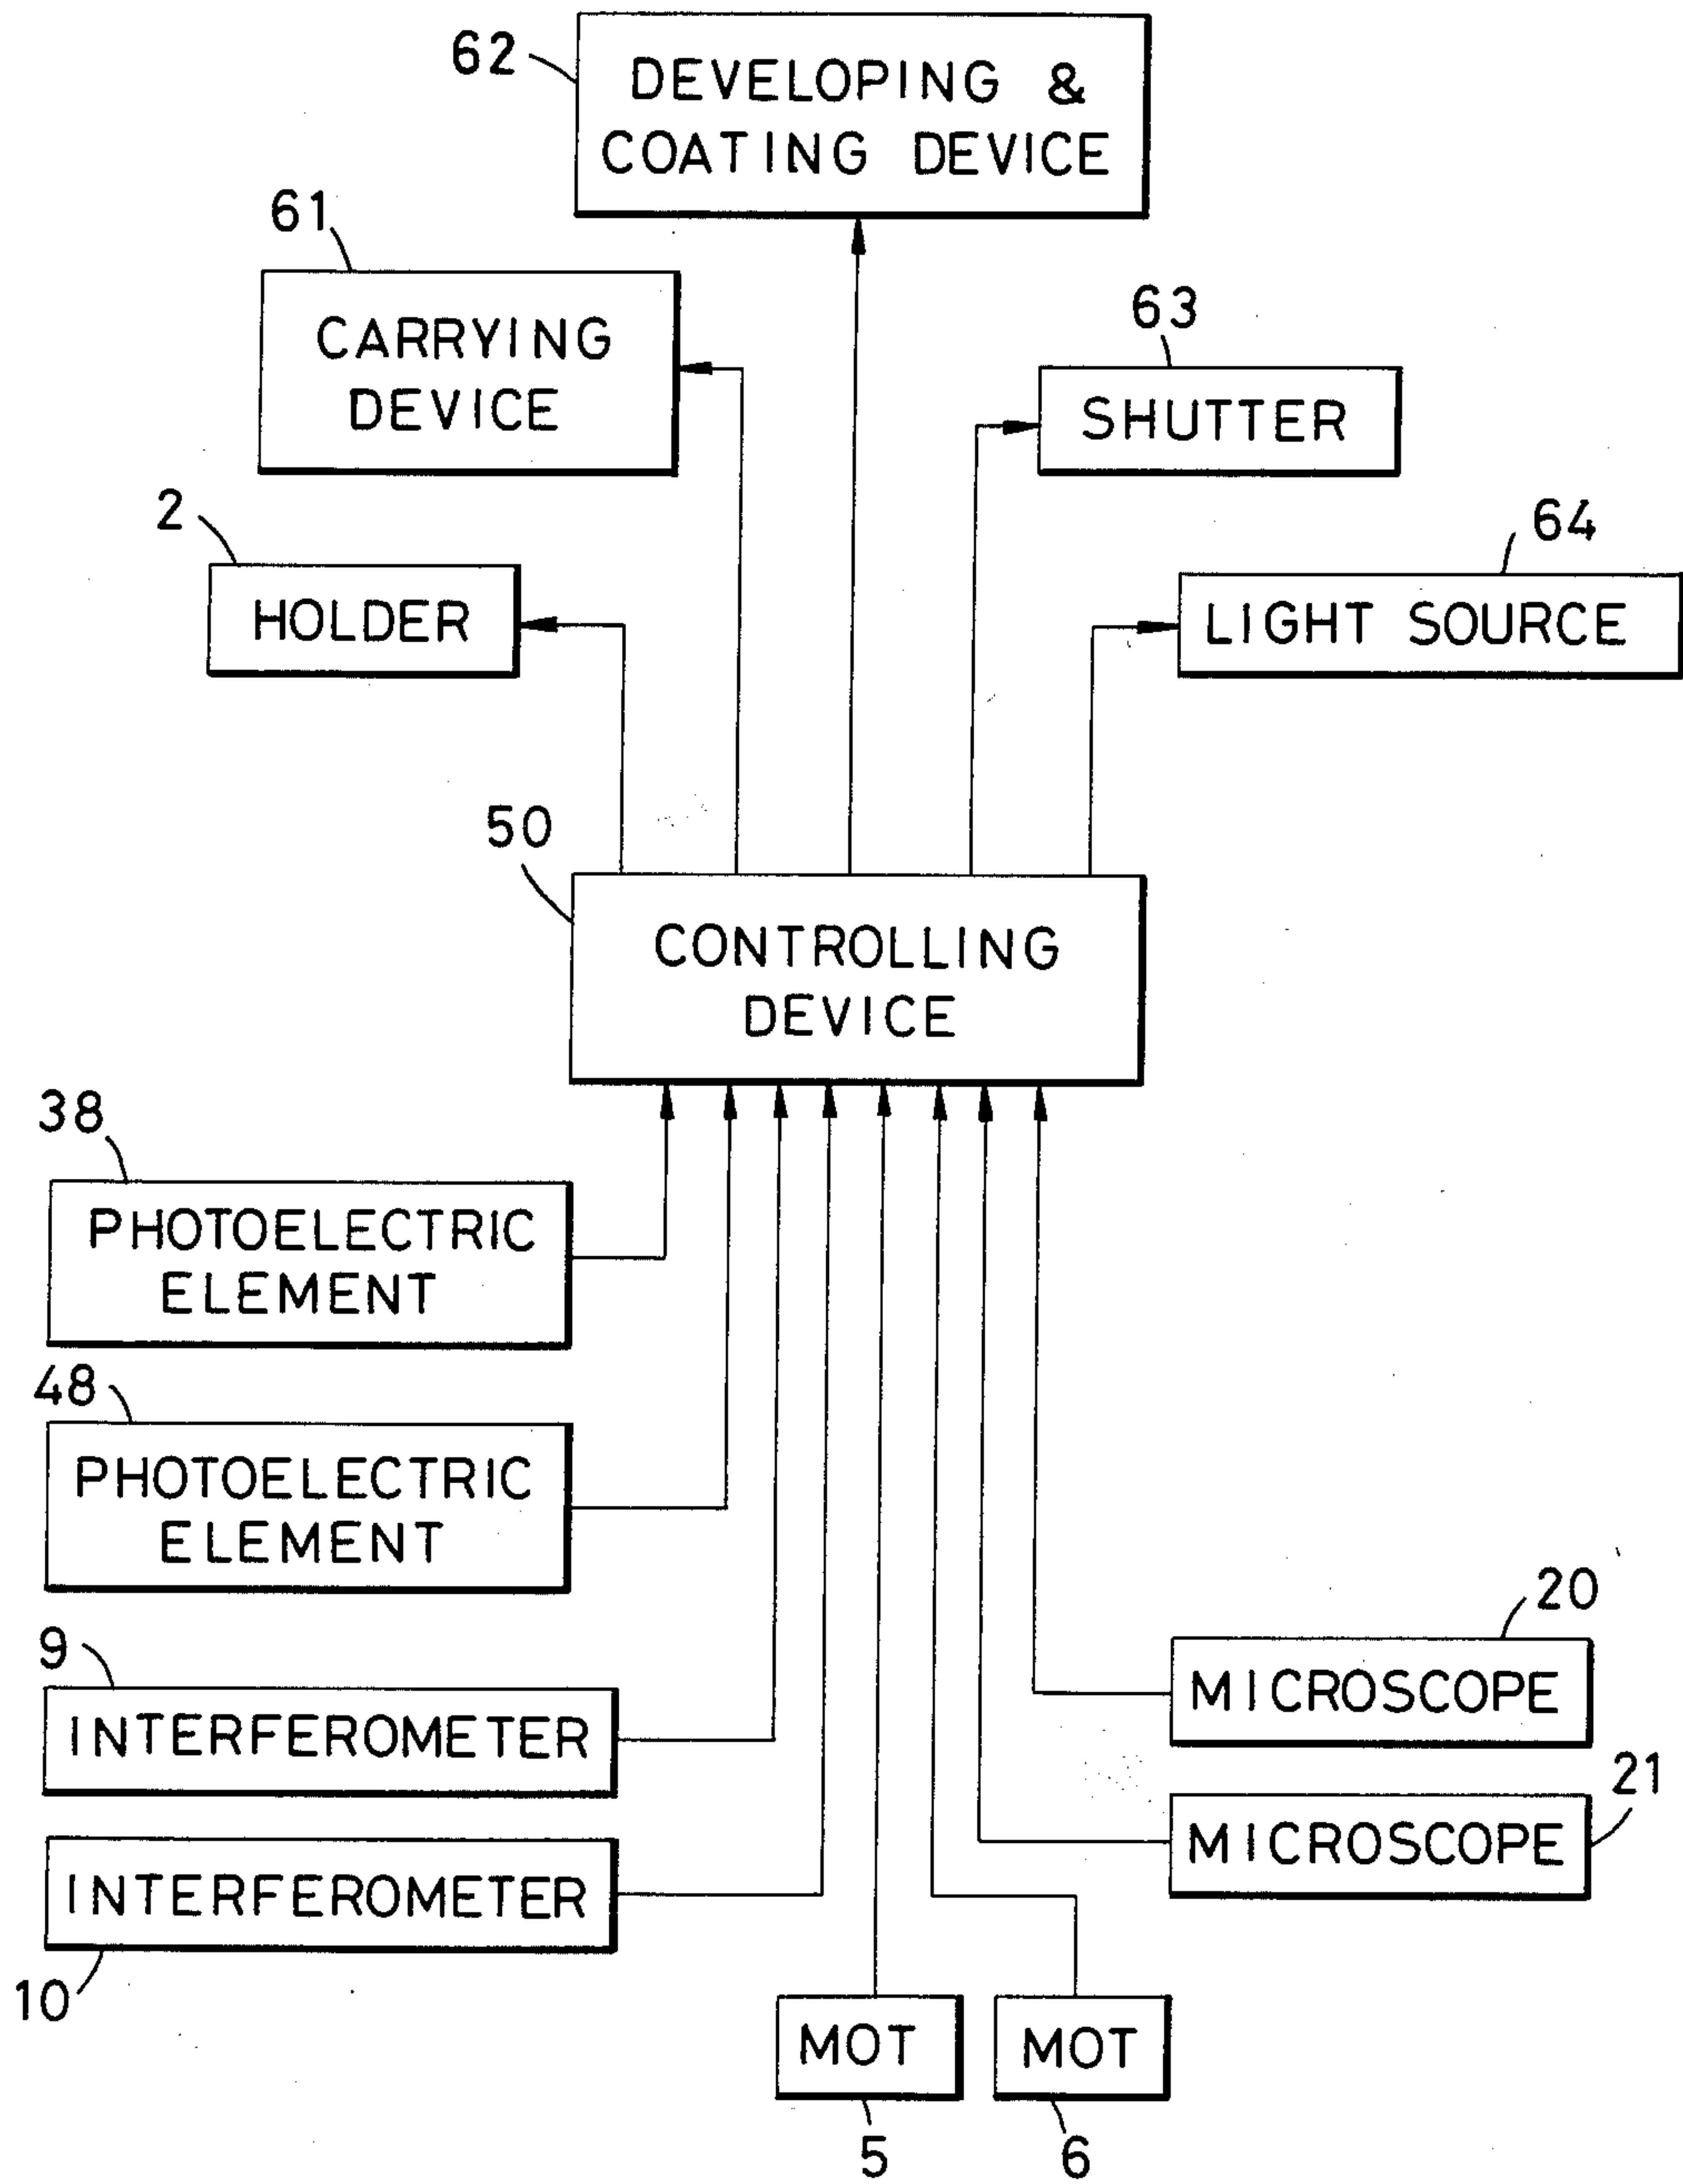 62
DEVELOPING &
COATING DEVICE
61
CARRYING
DEVICE
63
SHUTTER
2
HOLDER
64
LIGHT SOURCE
50
CONTROLLING
DEVICE
38
PHOTOELECTRIC
ELEMENT
48
PHOTOELECTRIC
ELEMENT
9
INTERFEROMETER
10
INTERFEROMETER
20
MICROSCOPE
21
MICROSCOPE
MOT
5
MOT
6